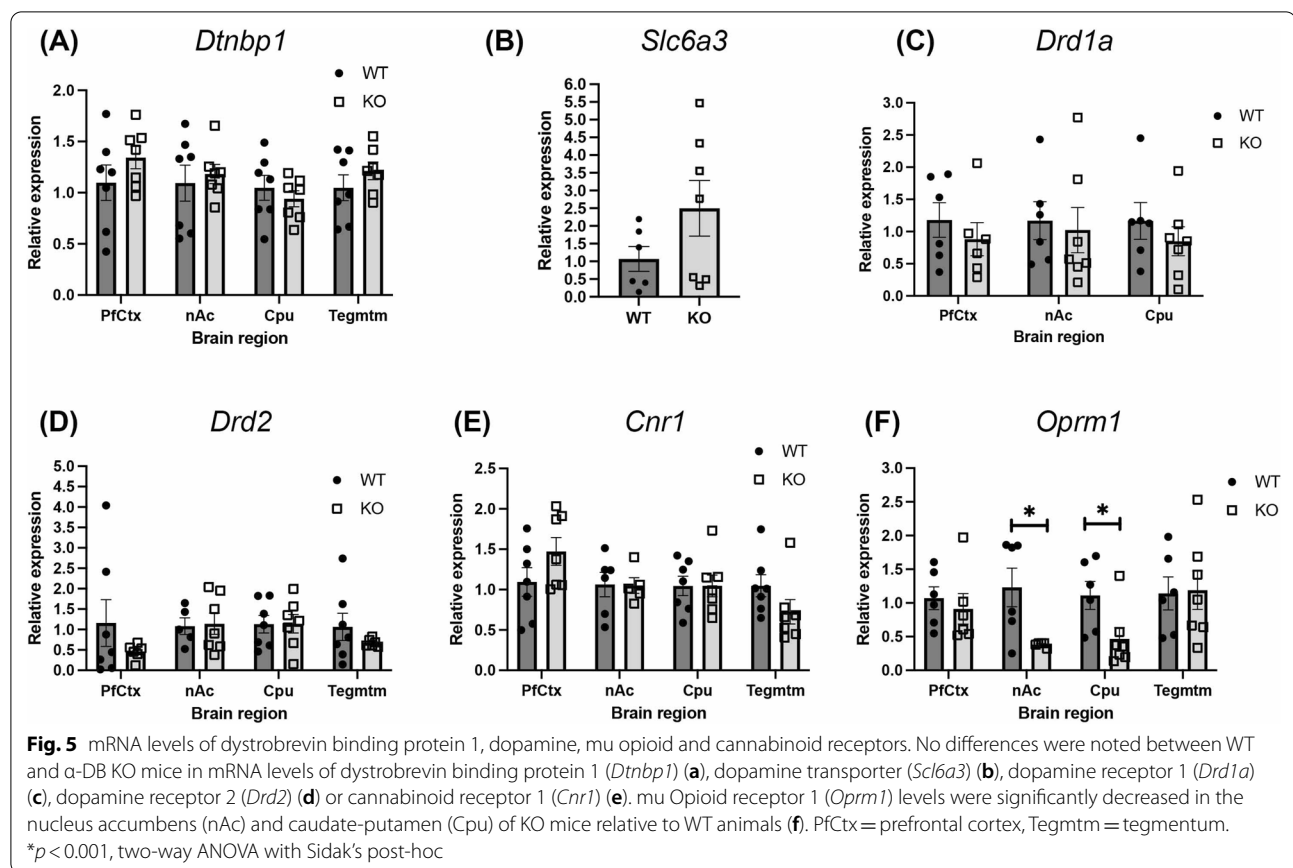 (A) Dtnbp1
WT
KO
Relative expression
2.0
1.5
1.0
0.5
0.0
PfCtx nAc Cpu Tegmtm
Brain region
(B) Slc6a3
Relative expression
6.0
5.5
5.0
4.5
4.0
3.5
3.0
2.5
2.0
1.5
1.0
0.5
0.0
WT KO
(C) Drd1a
WT
KO
Relative expression
3.0
2.5
2.0
1.5
1.0
0.5
0.0
PfCtx nAc Cpu
Brain region
(D) Drd2
WT
KO
Relative expression
5.0
4.5
4.0
3.5
3.0
2.5
2.0
1.5
1.0
0.5
0.0
PfCtx nAc Cpu Tegmtm
Brain region
(E) Cnr1
WT
KO
Relative expression
2.5
2.0
1.5
1.0
0.5
0.0
PfCtx nAc Cpu Tegmtm
Brain region
(F) Oprm1
WT
KO
Relative expression
3.0
2.5
2.0
1.5
1.0
0.5
0.0
* *
PfCtx nAc Cpu Tegmtm
Brain region
Fig. 5 mRNA levels of dystrobrevin binding protein 1, dopamine, mu opioid and cannabinoid receptors. No differences were noted between WT
and α-DB KO mice in mRNA levels of dystrobrevin binding protein 1 (Dtnbp1) (a), dopamine transporter (Scl6a3) (b), dopamine receptor 1 (Drd1a)
(c), dopamine receptor 2 (Drd2) (d) or cannabinoid receptor 1 (Cnr1) (e). mu Opioid receptor 1 (Oprm1) levels were significantly decreased in the
nucleus accumbens (nAc) and caudate-putamen (Cpu) of KO mice relative to WT animals (f). PfCtx = prefrontal cortex, Tegmtm = tegmentum.
*p < 0.001, two-way ANOVA with Sidak's post-hoc